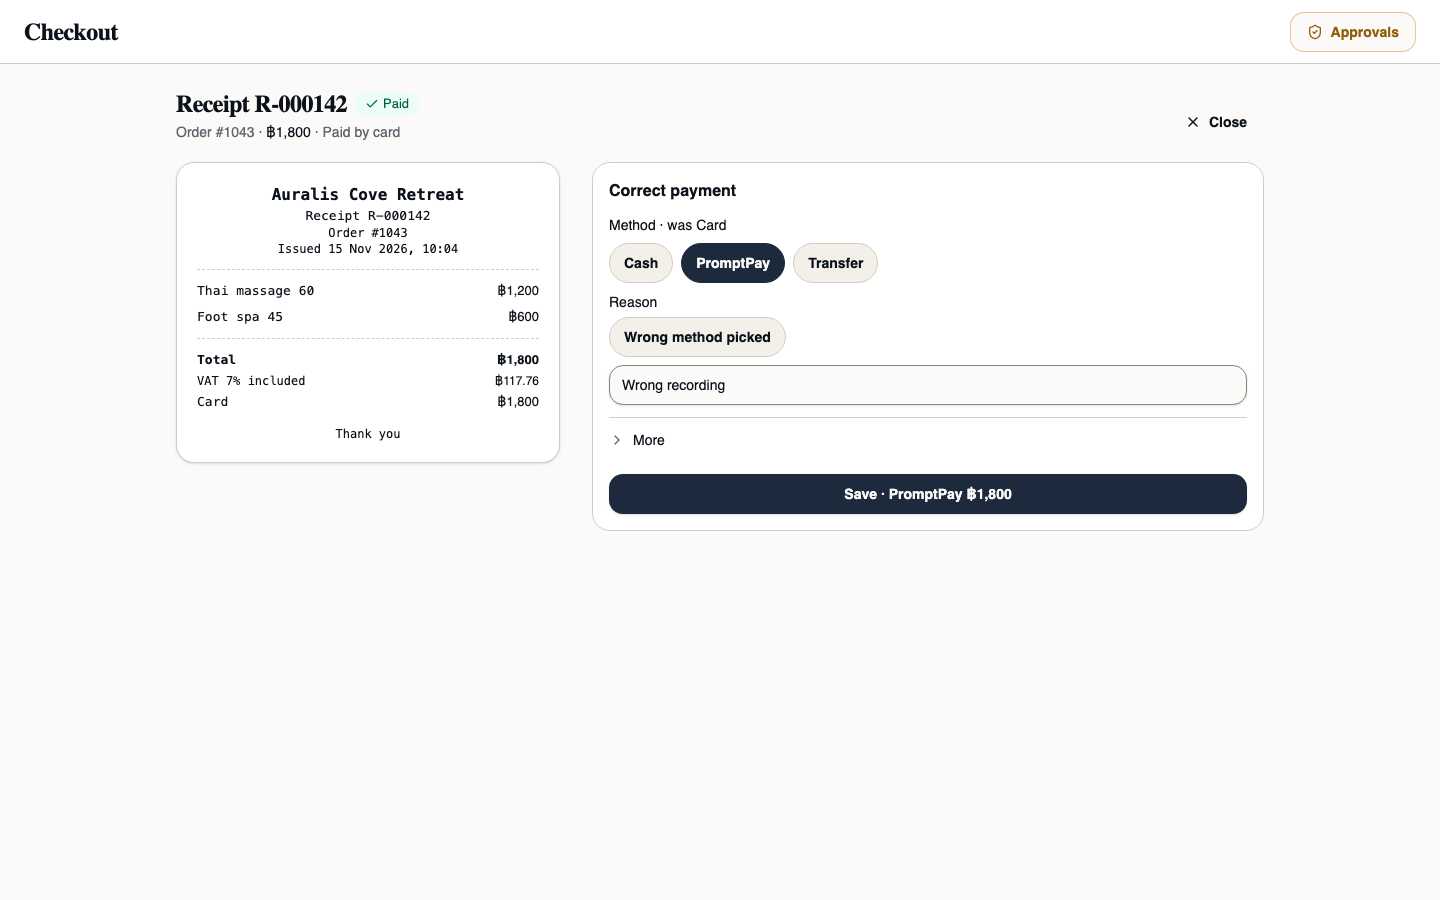 Checkout
Approvals
Receipt R-000142
Paid
Order #1043 · ฿1,800 · Paid by card
Close
Auralis Cove Retreat
Receipt R-000142
Order #1043
Issued 15 Nov 2026, 10:04
Thai massage 60 ฿1,200
Foot spa 45 ฿600
Total ฿1,800
VAT 7% included ฿117.76
Card ฿1,800
Thank you
Correct payment
Method · was Card
Cash PromptPay Transfer
Reason
Wrong method picked
Wrong recording
More
Save · PromptPay ฿1,800